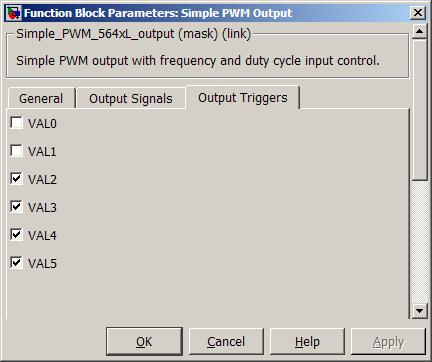 Function Block Parameters: Simple PWM Output
Simple_PWM_564xL_output (mask) (link)
Simple PWM output with frequency and duty cycle input control.
General
Output Signals
Output Triggers
VAL0
VAL1
VAL2
VAL3
VAL4
VAL5
OK
Cancel
Help
Apply